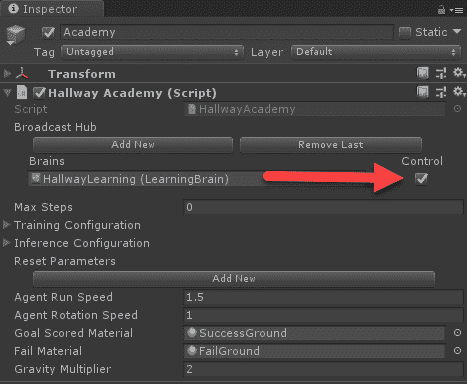 Inspector
Academy Static
Tag Untagged Layer Default
Transform
Hallway Academy (Script)
Script HallwayAcademy
Broadcast Hub
Add New Remove Last
Brains Control
HallwayLearning (LearningBrain)
Max Steps 0
Training Configuration
Inference Configuration
Reset Parameters
Add New
Agent Run Speed 1.5
Agent Rotation Speed 1
Goal Scored Material SuccessGround
Fail Material FailGround
Gravity Multiplier 2